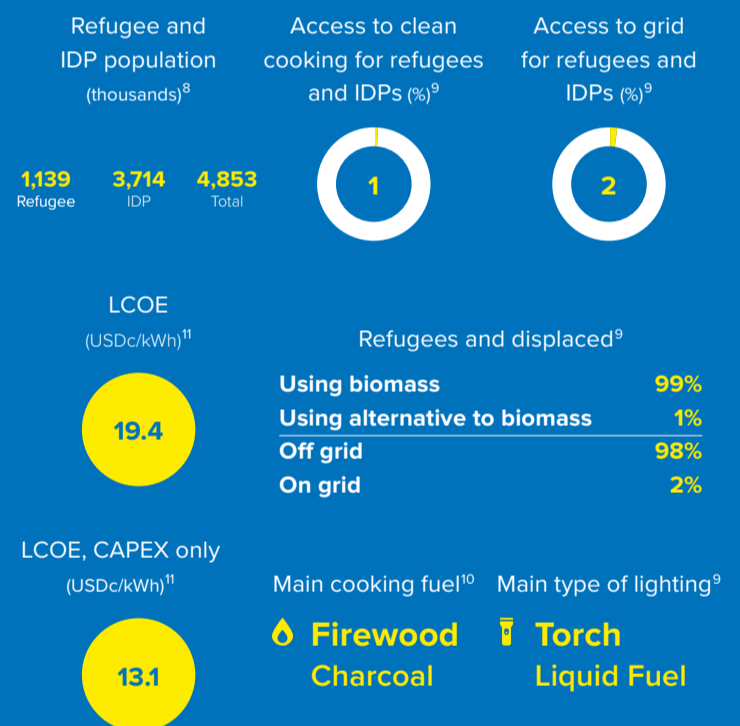 Refugee and
IDP population
(thousands)⁸
1,139 3,714 4,853
Refugee IDP Total
Access to clean
cooking for refugees
and IDPs (%)⁹
1
Access to grid
for refugees and
IDPs (%)⁹
2
LCOE
(USDc/kWh)¹¹
19.4
Refugees and displaced⁹
Using biomass 99%
Using alternative to biomass 1%
Off grid 98%
On grid 2%
LCOE, CAPEX only
(USDc/kWh)¹¹
13.1
Main cooking fuel¹⁰
Firewood
Charcoal
Main type of lighting⁹
Torch
Liquid Fuel